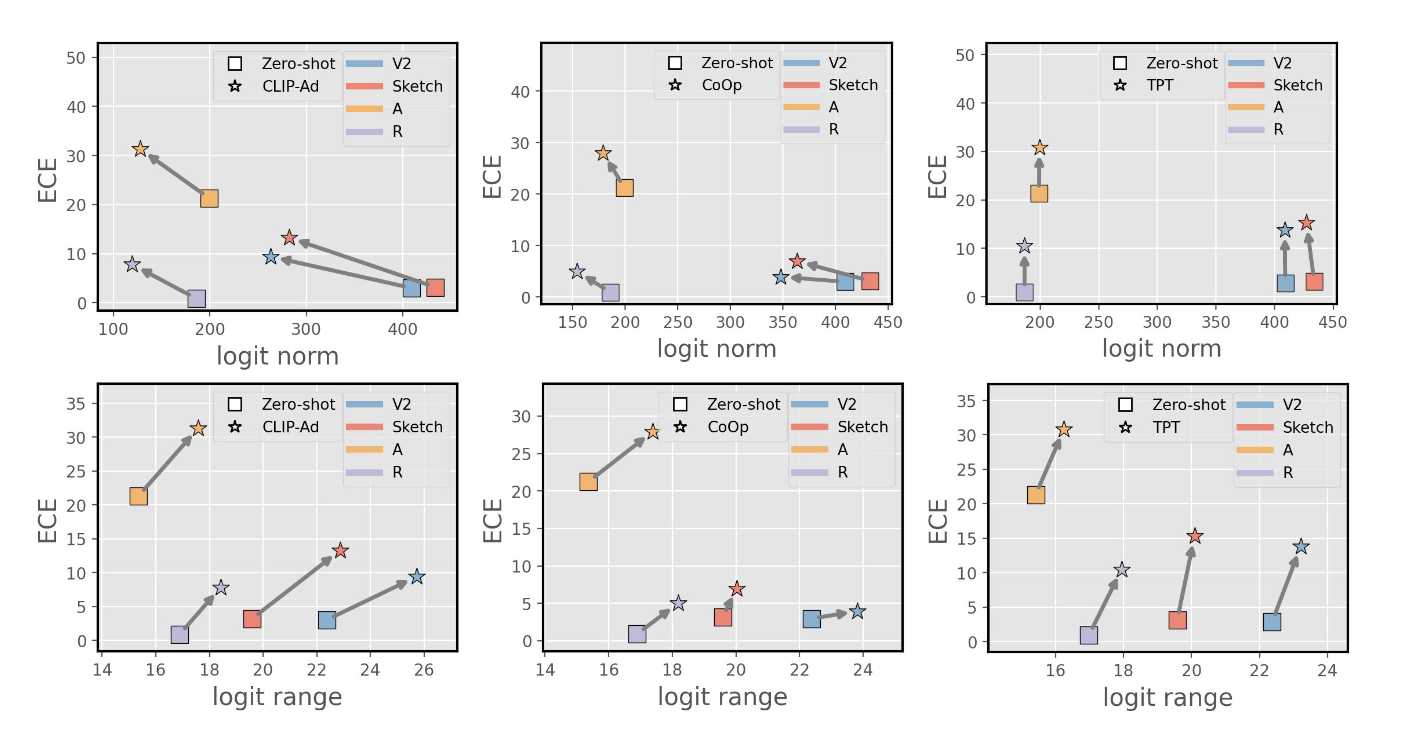 50
40
30
20
10
0
ECE
100 200 300 400
logit norm
Zero-shot
CLIP-Ad
V2
Sketch
A
R
40
30
20
10
0
ECE
150 200 250 300 350 400 450
logit norm
Zero-shot
CoOp
V2
Sketch
A
R
50
40
30
20
10
0
ECE
200 250 300 350 400 450
logit norm
Zero-shot
TPT
V2
Sketch
A
R
35
30
25
20
15
10
5
0
ECE
14 16 18 20 22 24 26
logit range
Zero-shot
CLIP-Ad
V2
Sketch
A
R
30
25
20
15
10
5
0
ECE
14 16 18 20 22 24
logit range
Zero-shot
CoOp
V2
Sketch
A
R
35
30
25
20
15
10
5
0
ECE
16 18 20 22 24
logit range
Zero-shot
TPT
V2
Sketch
A
R